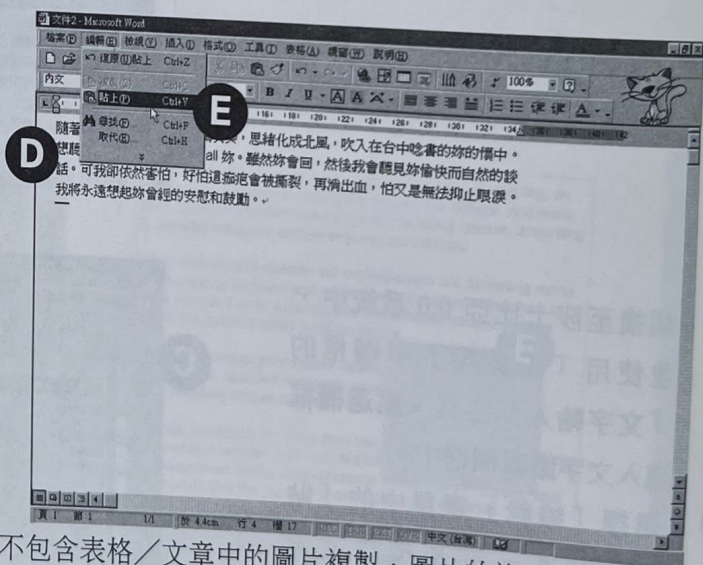 文件2 - Microsoft Word
檔案(F) 編輯(E) 檢視(V) 插入(I) 格式(O) 工具(T) 表格(A) 視窗(W) 說明(H)
復原(U)貼上 Ctrl+Z
100%
內文
貼上(P) Ctrl+V
B I U A A
E
尋找(F)... Ctrl+F
取代(E)... Ctrl+H
D
隨著
，思緒化成北風，吹入在台中唸書的妳的懷中。
想聽 all 妳。雖然妳會回，然後我會聽見妳愉快而自然的談
話。可我卻依然害怕，好怕這痂疤會被撕裂，再淌出血，怕又是無法抑止眼淚。
我將永遠想起妳曾經的安慰和鼓勵。
頁 1 節 1 1/1 於 4.4cm 行 4 欄 17 中文 (台灣)
不包含表格／文章中的圖片複製，圖片的